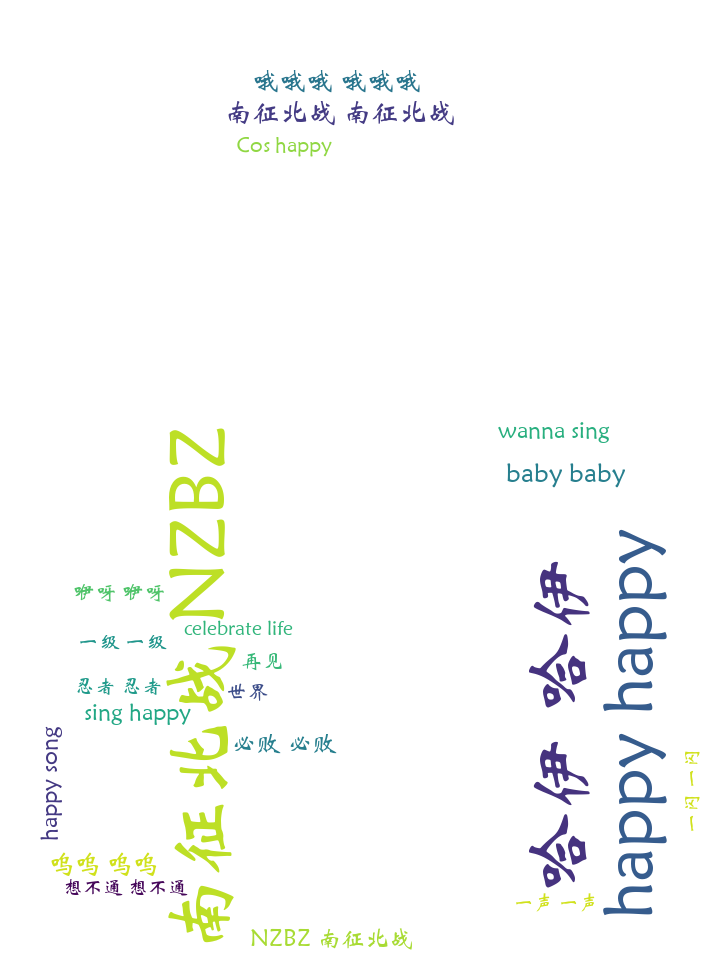 哦哦哦 哦哦哦
南征北战 南征北战
Cos happy
wanna sing
baby baby
南征北战 NZBZ
咿呀 咿呀
celebrate life
一级 一级
再见
忍者 忍者
世界
sing happy
必败 必败
happy song
呜呜 呜呜
想不通 想不通
哈伊 哈伊
happy happy
一声 一声
NZBZ 南征北战